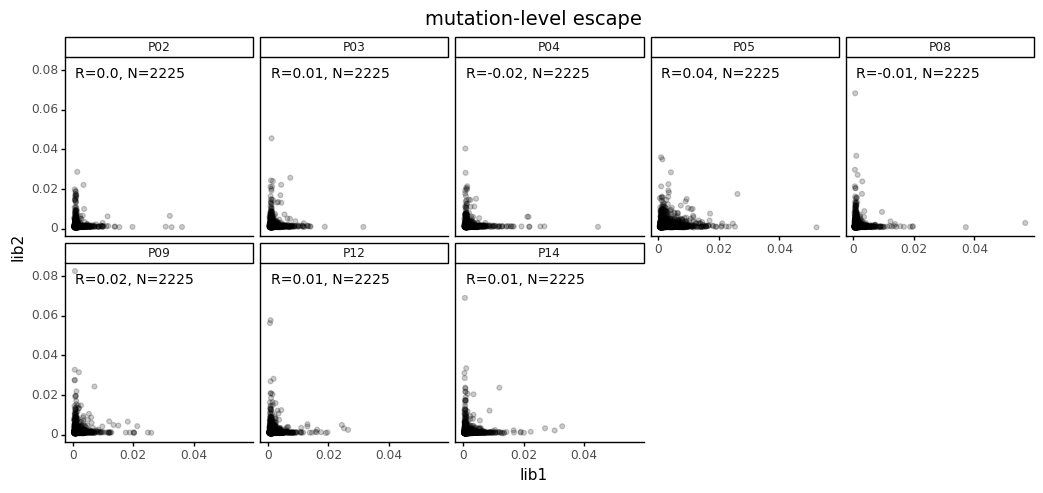 mutation-level escape
P02 P03 P04 P05 P08
R=0.0, N=2225 R=0.01, N=2225 R=-0.02, N=2225 R=0.04, N=2225 R=-0.01, N=2225
0.08
0.06
0.04
0.02
0
0 0.02 0.04 0 0.02 0.04
lib2
P09 P12 P14
R=0.02, N=2225 R=0.01, N=2225 R=0.01, N=2225
0.08
0.06
0.04
0.02
0
0 0.02 0.04 0 0.02 0.04 0 0.02 0.04
lib1